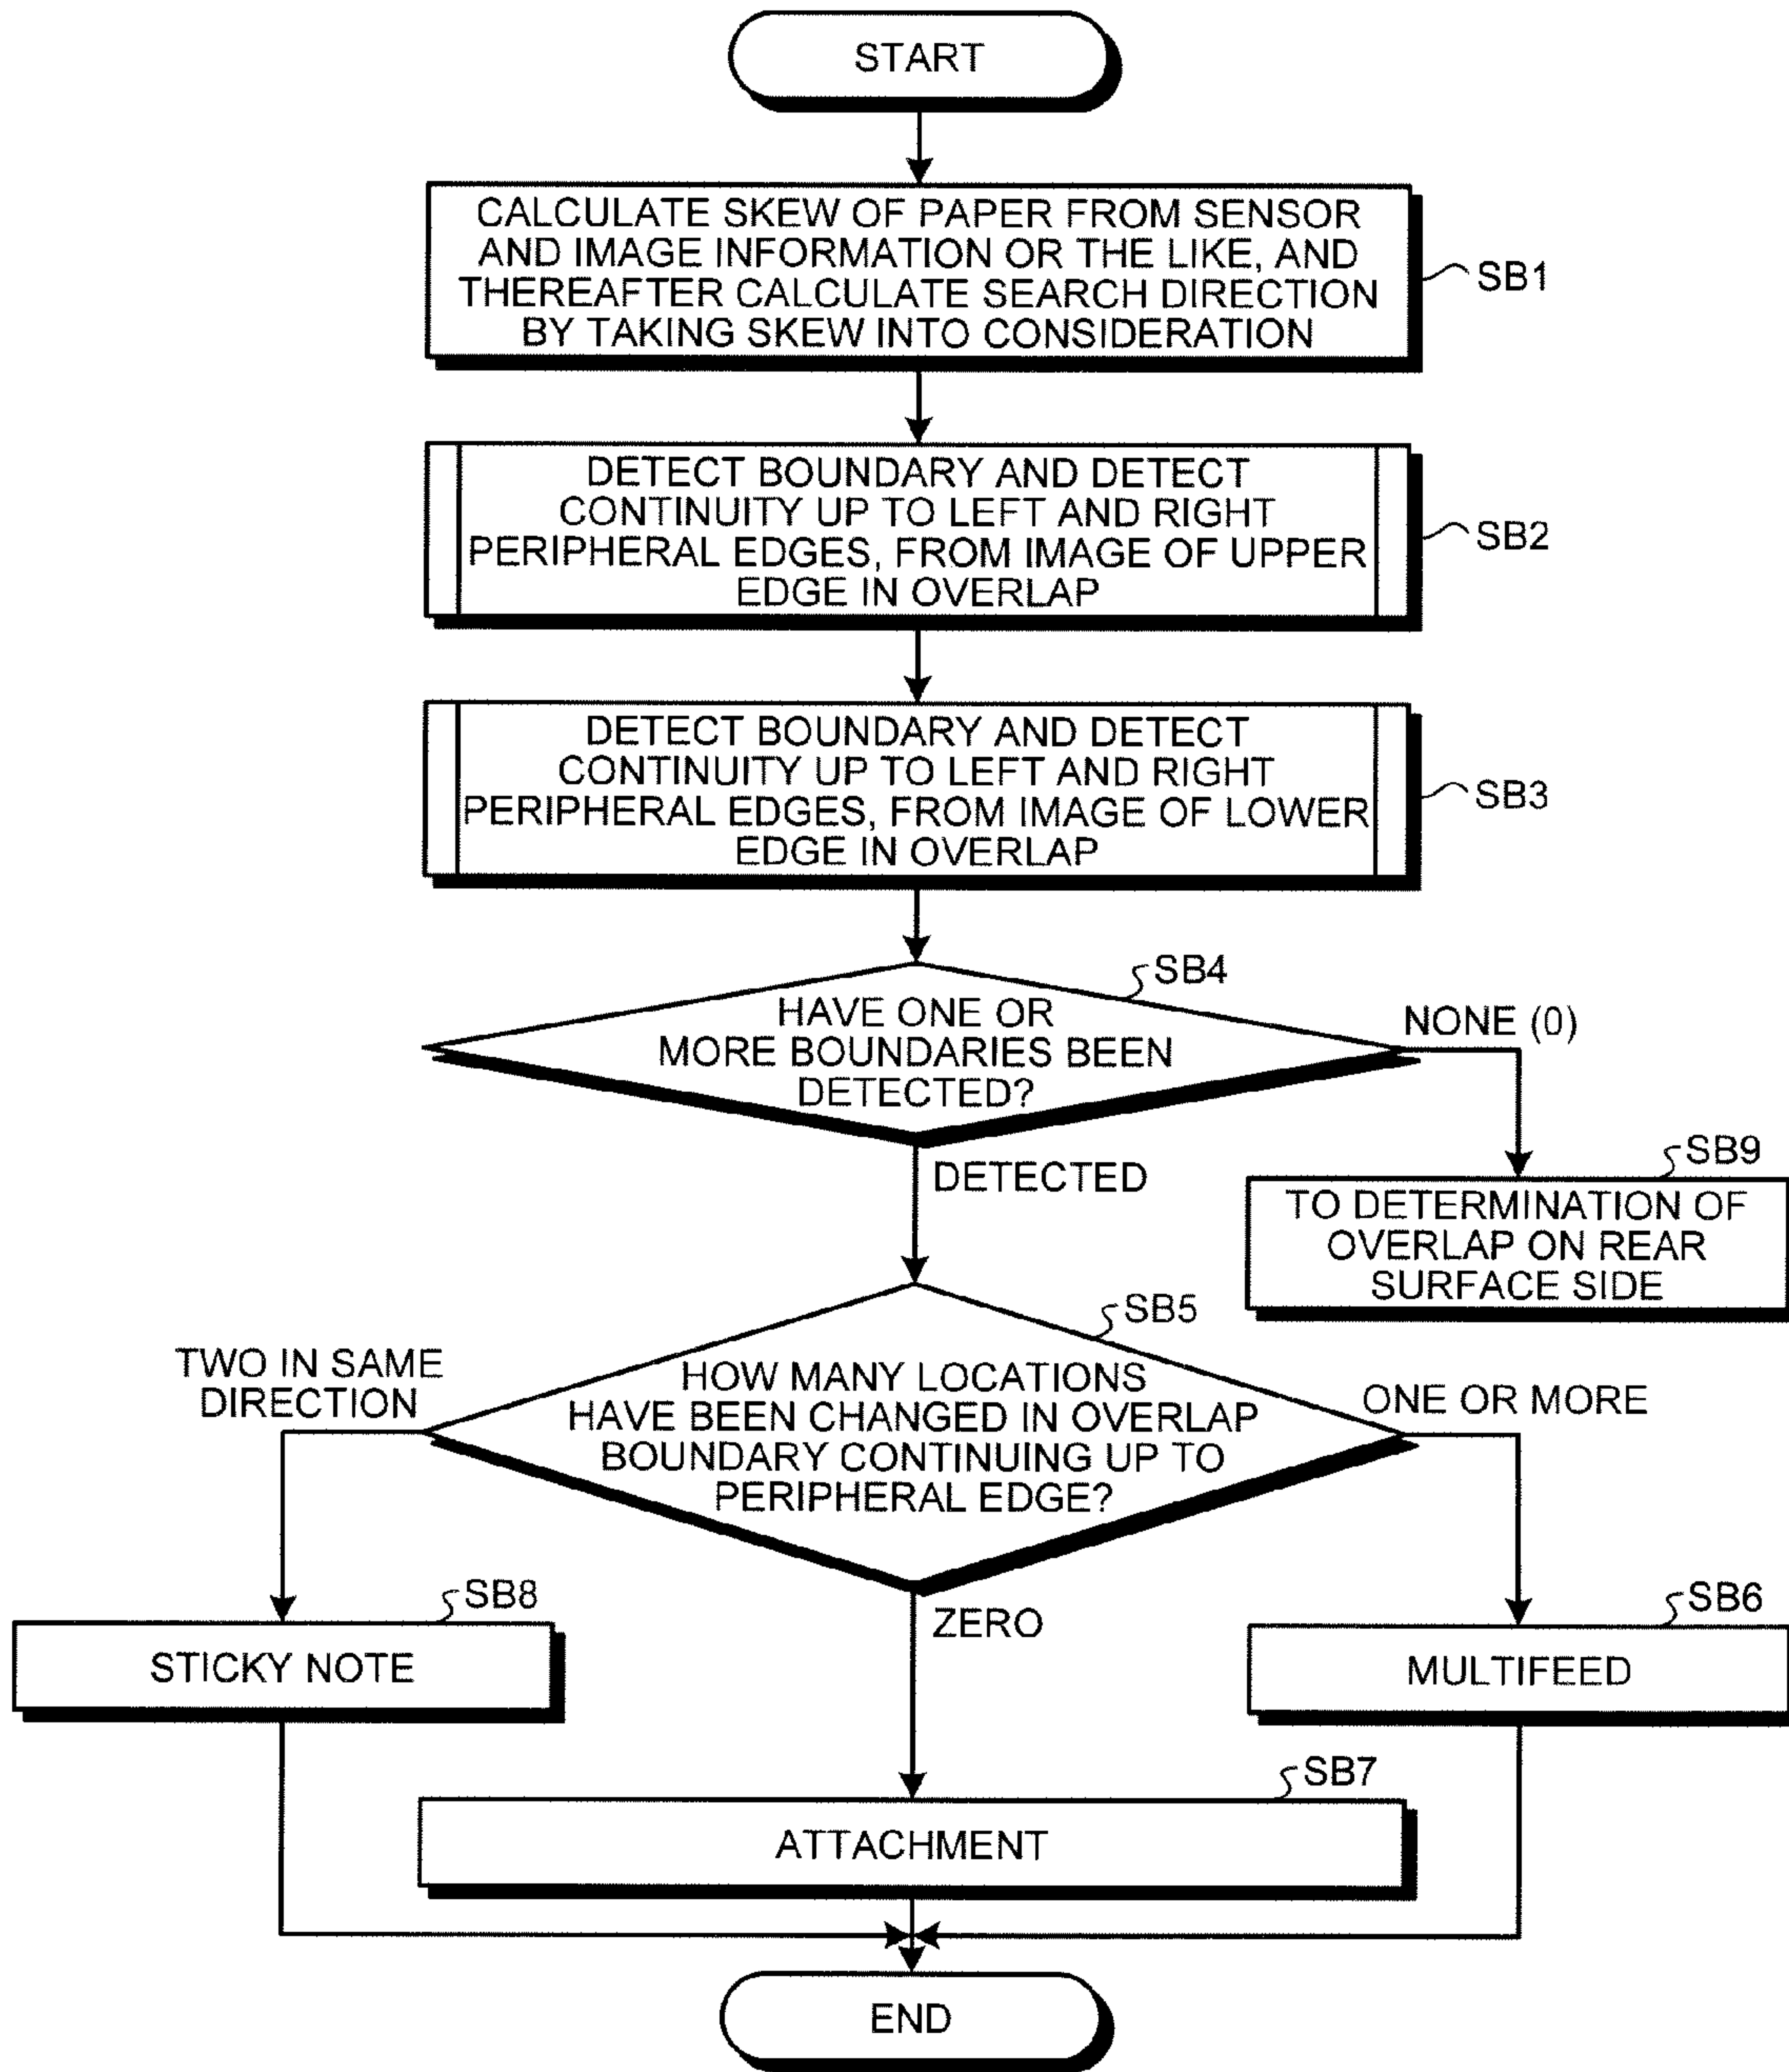 START
CALCULATE SKEW OF PAPER FROM SENSOR
AND IMAGE INFORMATION OR THE LIKE, AND
THEREAFTER CALCULATE SEARCH DIRECTION
BY TAKING SKEW INTO CONSIDERATION
SB1
DETECT BOUNDARY AND DETECT
CONTINUITY UP TO LEFT AND RIGHT
PERIPHERAL EDGES, FROM IMAGE OF UPPER
EDGE IN OVERLAP
SB2
DETECT BOUNDARY AND DETECT
CONTINUITY UP TO LEFT AND RIGHT
PERIPHERAL EDGES, FROM IMAGE OF LOWER
EDGE IN OVERLAP
SB3
SB4
HAVE ONE OR
MORE BOUNDARIES BEEN
DETECTED?
NONE (0)
DETECTED
SB9
TO DETERMINATION OF
OVERLAP ON REAR
SURFACE SIDE
SB5
HOW MANY LOCATIONS
HAVE BEEN CHANGED IN OVERLAP
BOUNDARY CONTINUING UP TO
PERIPHERAL EDGE?
TWO IN SAME
DIRECTION
ONE OR MORE
ZERO
SB8
STICKY NOTE
SB6
MULTIFEED
SB7
ATTACHMENT
END